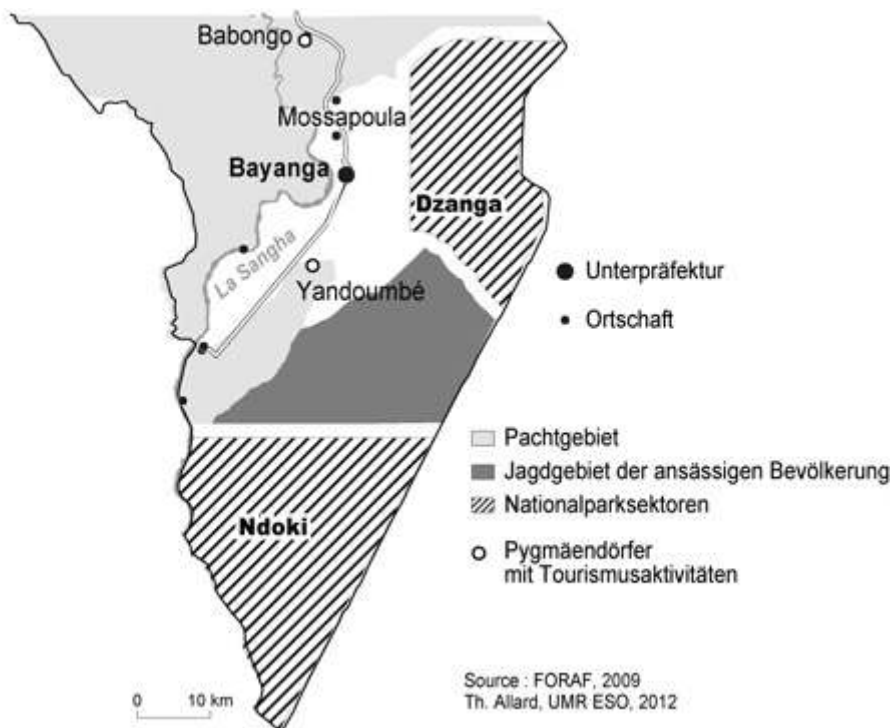 Babongo
Mossapoula
Bayanga
Dzanga
La Sangha
Yandoumbé
Unterpräfektur
Ortschaft
Pachtgebiet
Jagdgebiet der ansässigen Bevölkerung
Nationalparksektoren
Ndoki
Pygmäendörfer
mit Tourismusaktivitäten
0 10 km
Source : FORAF, 2009
Th. Allard, UMR ESO, 2012